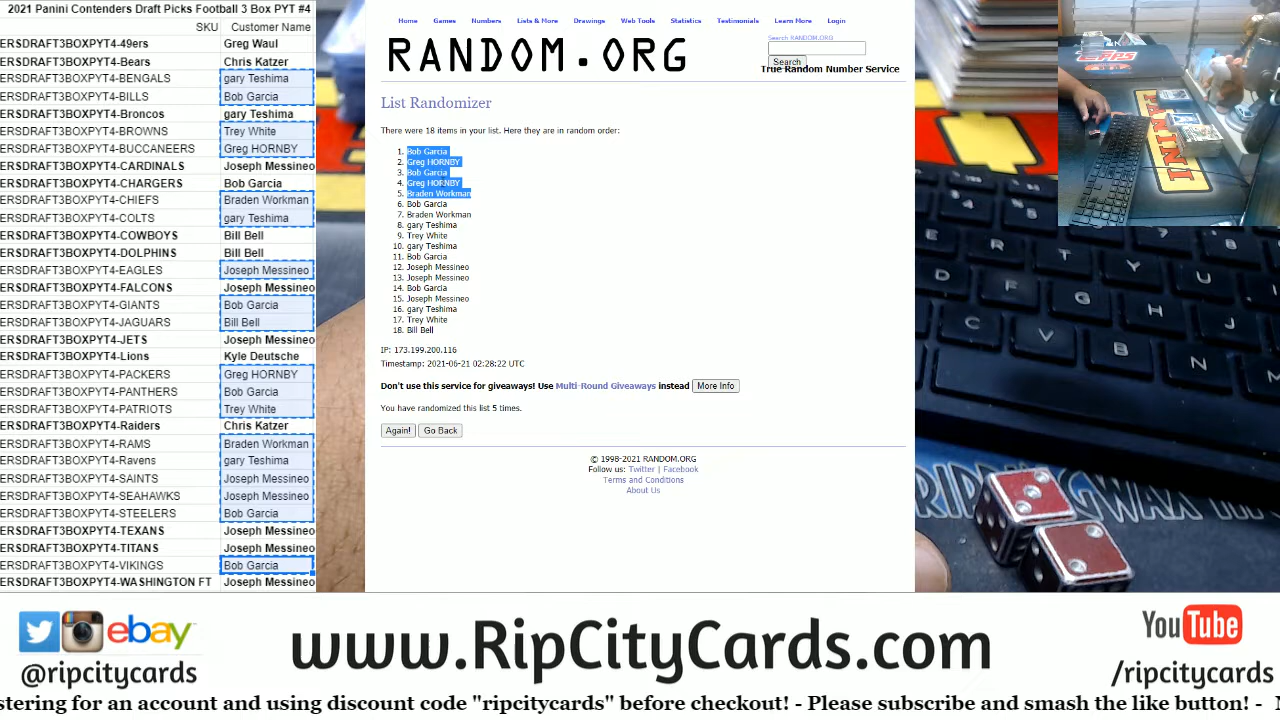 2021 Panini Contenders Draft Picks Football 3 Box PYT #4
SKU Customer Name
ERSDRAFT3BOXPYT4-49ers Greg Waul
ERSDRAFT3BOXPYT4-Bears Chris Katzer
ERSDRAFT3BOXPYT4-BENGALS gary Teshima
ERSDRAFT3BOXPYT4-BILLS Bob Garcia
ERSDRAFT3BOXPYT4-Broncos gary Teshima
ERSDRAFT3BOXPYT4-BROWNS Trey White
ERSDRAFT3BOXPYT4-BUCCANEERS Greg HORNBY
ERSDRAFT3BOXPYT4-CARDINALS Joseph Messineo
ERSDRAFT3BOXPYT4-CHARGERS Bob Garcia
ERSDRAFT3BOXPYT4-CHIEFS Braden Workman
ERSDRAFT3BOXPYT4-COLTS gary Teshima
ERSDRAFT3BOXPYT4-COWBOYS Bill Bell
ERSDRAFT3BOXPYT4-DOLPHINS Bill Bell
ERSDRAFT3BOXPYT4-EAGLES Joseph Messineo
ERSDRAFT3BOXPYT4-FALCONS Joseph Messineo
ERSDRAFT3BOXPYT4-GIANTS Bob Garcia
ERSDRAFT3BOXPYT4-JAGUARS Bill Bell
ERSDRAFT3BOXPYT4-JETS Joseph Messineo
ERSDRAFT3BOXPYT4-Lions Kyle Deutsche
ERSDRAFT3BOXPYT4-PACKERS Greg HORNBY
ERSDRAFT3BOXPYT4-PANTHERS Bob Garcia
ERSDRAFT3BOXPYT4-PATRIOTS Trey White
ERSDRAFT3BOXPYT4-Raiders Chris Katzer
ERSDRAFT3BOXPYT4-RAMS Braden Workman
ERSDRAFT3BOXPYT4-Ravens gary Teshima
ERSDRAFT3BOXPYT4-SAINTS Joseph Messineo
ERSDRAFT3BOXPYT4-SEAHAWKS Joseph Messineo
ERSDRAFT3BOXPYT4-STEELERS Bob Garcia
ERSDRAFT3BOXPYT4-TEXANS Joseph Messineo
ERSDRAFT3BOXPYT4-TITANS Joseph Messineo
ERSDRAFT3BOXPYT4-VIKINGS Bob Garcia
ERSDRAFT3BOXPYT4-WASHINGTON FT Joseph Messineo
Home Games Numbers Lists & More Drawings Web Tools Statistics Testimonials Learn More Login
RANDOM.ORG
Search RANDOM.ORG
Search
True Random Number Service
List Randomizer
There were 18 items in your list. Here they are in random order:
1. Bob Garcia
2. Greg HORNBY
3. Bob Garcia
4. Greg HORNBY
5. Braden Workman
6. Bob Garcia
7. Braden Workman
8. gary Teshima
9. Trey White
10. gary Teshima
11. Bob Garcia
12. Joseph Messineo
13. Joseph Messineo
14. Bob Garcia
15. Joseph Messineo
16. gary Teshima
17. Trey White
18. Bill Bell
IP: 173.199.200.116
Timestamp: 2021-06-21 02:28:22 UTC
Don't use this service for giveaways! Use Multi-Round Giveaways instead More Info
You have randomized this list 5 times.
Again! Go Back
© 1998-2021 RANDOM.ORG
Follow us: Twitter | Facebook
Terms and Conditions
About Us
PANINI
E R T Y U
D F G H J
C V B N
ebay
@ripcitycards
www.RipCityCards.com
YouTube
/ripcitycards
stering for an account and using discount code "ripcitycards" before checkout! - Please subscribe and smash the like button! -